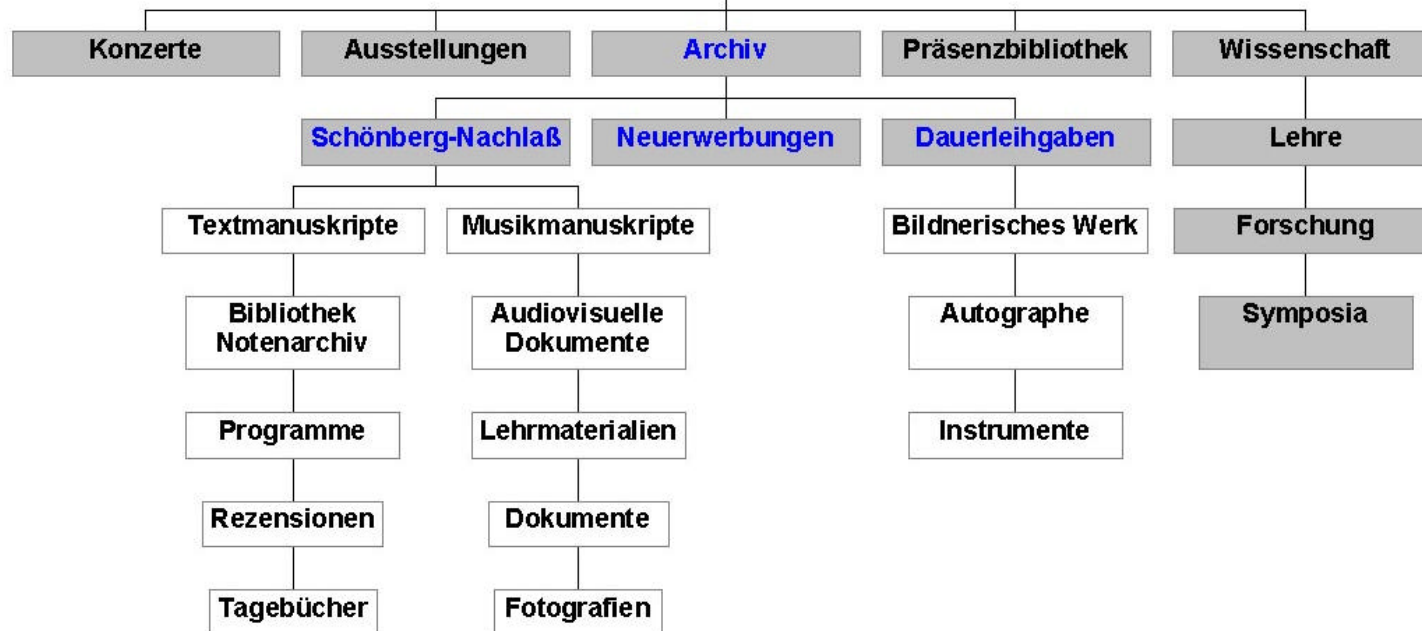 Konzerte
Ausstellungen
Archiv
Präsenzbibliothek
Wissenschaft
Schönberg-Nachlaß
Neuerwerbungen
Dauerleihgaben
Lehre
Textmanuskripte
Musikmanuskripte
Bildnerisches Werk
Forschung
Bibliothek
Notenarchiv
Audiovisuelle
Dokumente
Autographe
Symposia
Programme
Lehrmaterialien
Instrumente
Rezensionen
Dokumente
Tagebücher
Fotografien